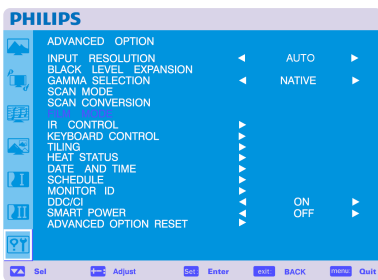 PHILIPS
ADVANCED OPTION
INPUT RESOLUTION AUTO
BLACK LEVEL EXPANSION
GAMMA SELECTION NATIVE
SCAN MODE
SCAN CONVERSION
FILM MODE
IR CONTROL
KEYBOARD CONTROL
TILING
HEAT STATUS
DATE AND TIME
SCHEDULE
MONITOR ID
DDC/CI ON
SMART POWER OFF
ADVANCED OPTION RESET
Sel Adjust Set Enter exit: BACK menu: Quit